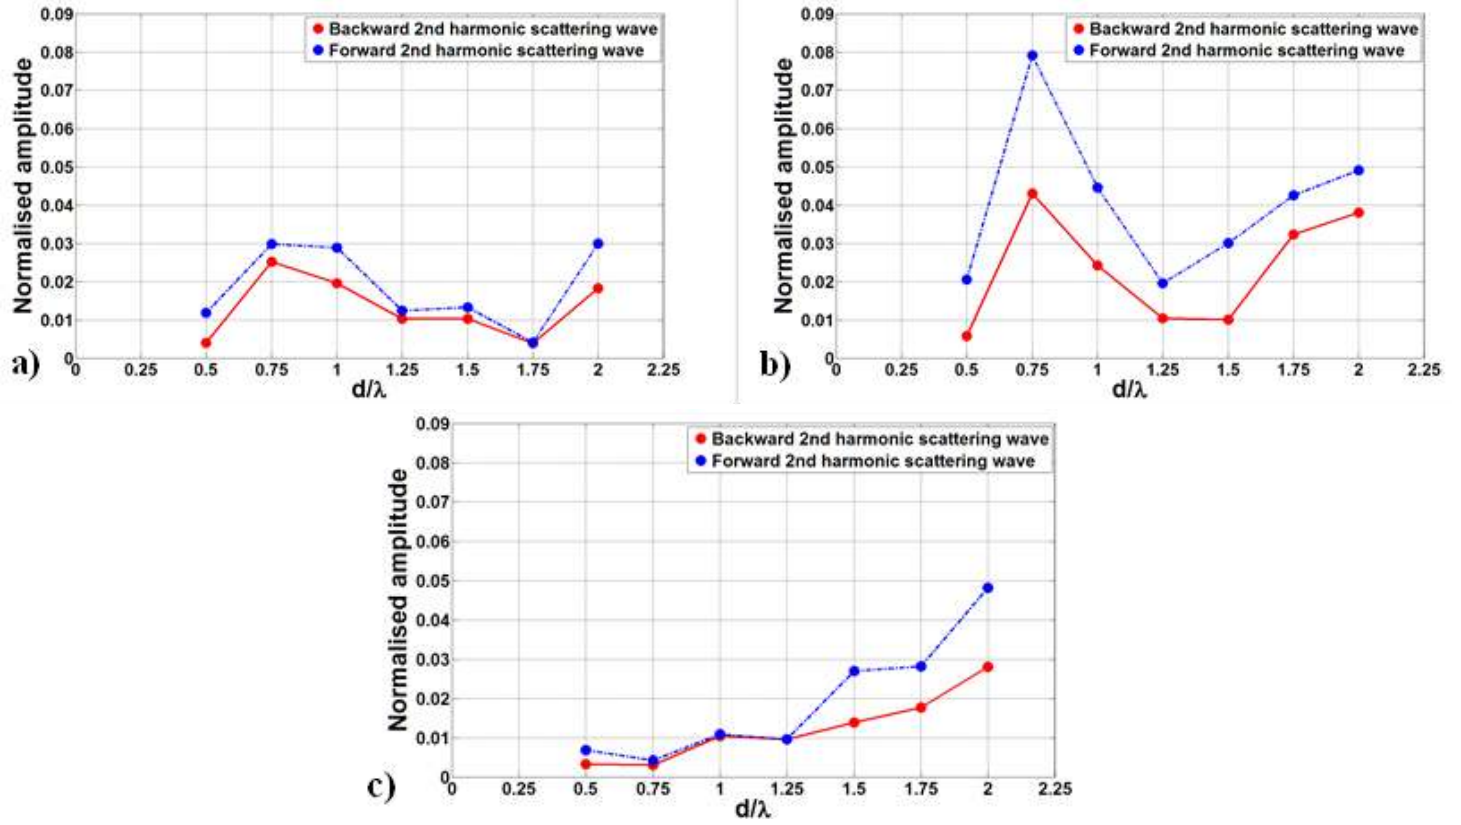 Normalised amplitude
0.09
0.08
0.07
0.06
0.05
0.04
0.03
0.02
0.01
0
Backward 2nd harmonic scattering wave
Forward 2nd harmonic scattering wave
0 0.25 0.5 0.75 1 1.25 1.5 1.75 2 2.25
d/λ
a)
Normalised amplitude
0.09
0.08
0.07
0.06
0.05
0.04
0.03
0.02
0.01
0
Backward 2nd harmonic scattering wave
Forward 2nd harmonic scattering wave
0 0.25 0.5 0.75 1 1.25 1.5 1.75 2 2.25
d/λ
b)
Normalised amplitude
0.09
0.08
0.07
0.06
0.05
0.04
0.03
0.02
0.01
0
Backward 2nd harmonic scattering wave
Forward 2nd harmonic scattering wave
0 0.25 0.5 0.75 1 1.25 1.5 1.75 2 2.25
d/λ
c)